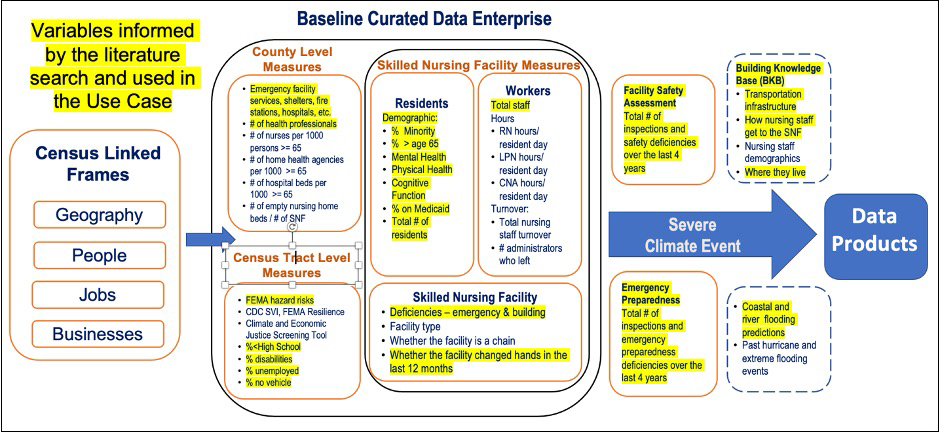 Baseline Curated Data Enterprise
Variables informed
by the literature
search and used in
the Use Case
Census Linked
Frames
Geography
People
Jobs
Businesses
County Level
Measures
• Emergency facility
services, shelters, fire
stations, hospitals, etc.
• # of health professionals
• # of nurses per 1000
persons >= 65
• # of home health agencies
per 1000 >= 65
• # of hospital beds per
1000 >= 65
• # of empty nursing home
beds / # of SNF
Census Tract Level
Measures
• FEMA hazard risks
• CDC SVI, FEMA Resilience
• Climate and Economic
Justice Screening Tool
• %<High School
• % disabilities
• % unemployed
• % no vehicle
Skilled Nursing Facility Measures
Residents
Demographic:
• % Minority
• % > age 65
• Mental Health
• Physical Health
• Cognitive
Function
• % on Medicaid
• Total # of
residents
Workers
Total staff
Hours
• RN hours/
resident day
• LPN hours/
resident day
• CNA hours/
resident day
Turnover:
• Total nursing
staff turnover
• # administrators
who left
Skilled Nursing Facility
• Deficiencies – emergency & building
• Facility type
• Whether the facility is a chain
• Whether the facility changed hands in the
last 12 months
Facility Safety
Assessment
Total # of
inspections and
safety deficiencies
over the last 4
years
Building Knowledge
Base (BKB)
• Transportation
infrastructure
• How nursing staff
get to the SNF
• Nursing staff
demographics
• Where they live
Severe
Climate Event
Data
Products
Emergency
Preparedness
Total # of
inspections and
emergency
preparedness
deficiencies over the
last 4 years
• Coastal and
river flooding
predictions
• Past hurricane and
extreme flooding
events